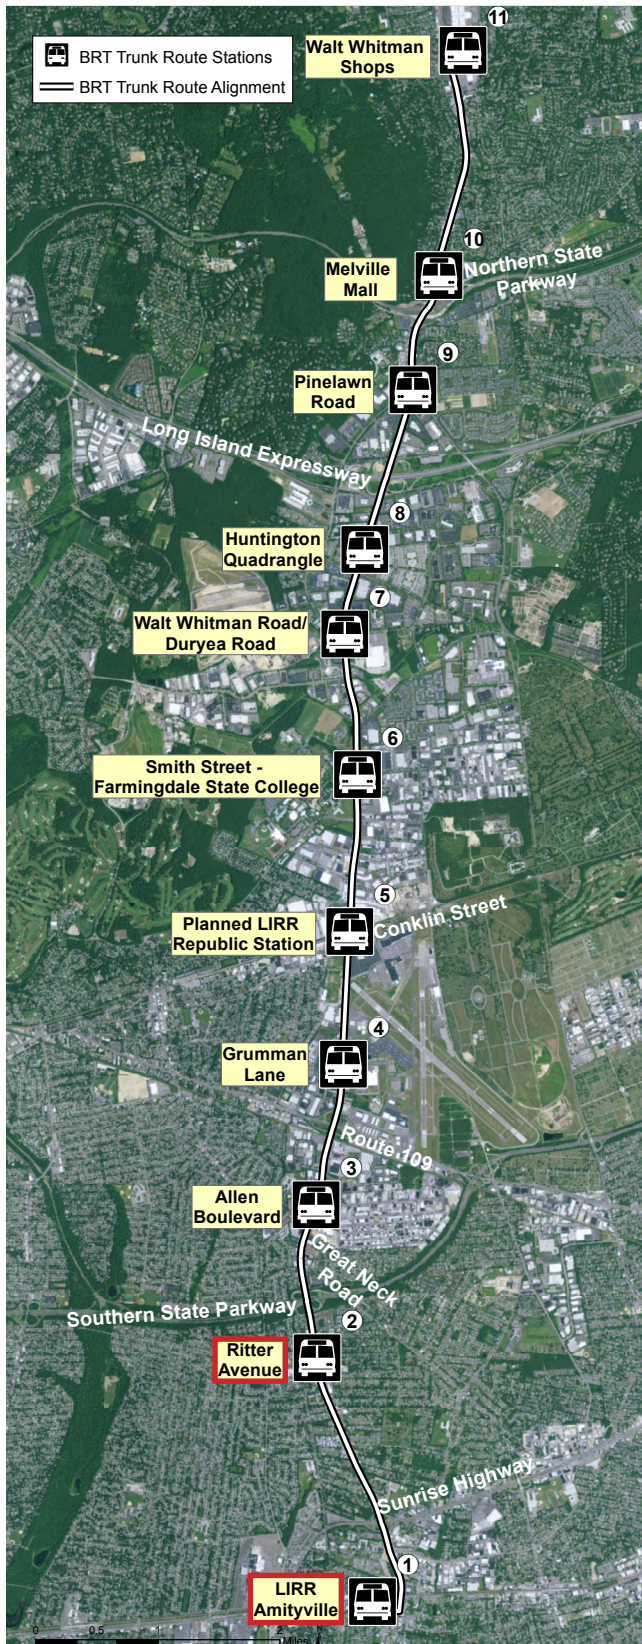 11
Walt Whitman
Shops
BRT Trunk Route Stations
BRT Trunk Route Alignment
10
Melville
Mall
Northern State
Parkway
9
Pinelawn
Road
Long Island Expressway
8
Huntington
Quadrangle
7
Walt Whitman Road/
Duryea Road
6
Smith Street -
Farmingdale State College
5
Planned LIRR
Republic Station
Conklin Street
4
Grumman
Lane
Route 109
3
Allen
Boulevard
Great Neck
Road
Southern State Parkway
2
Ritter
Avenue
Sunrise Highway
1
LIRR
Amityville
0 0.5 1 2
Miles
N